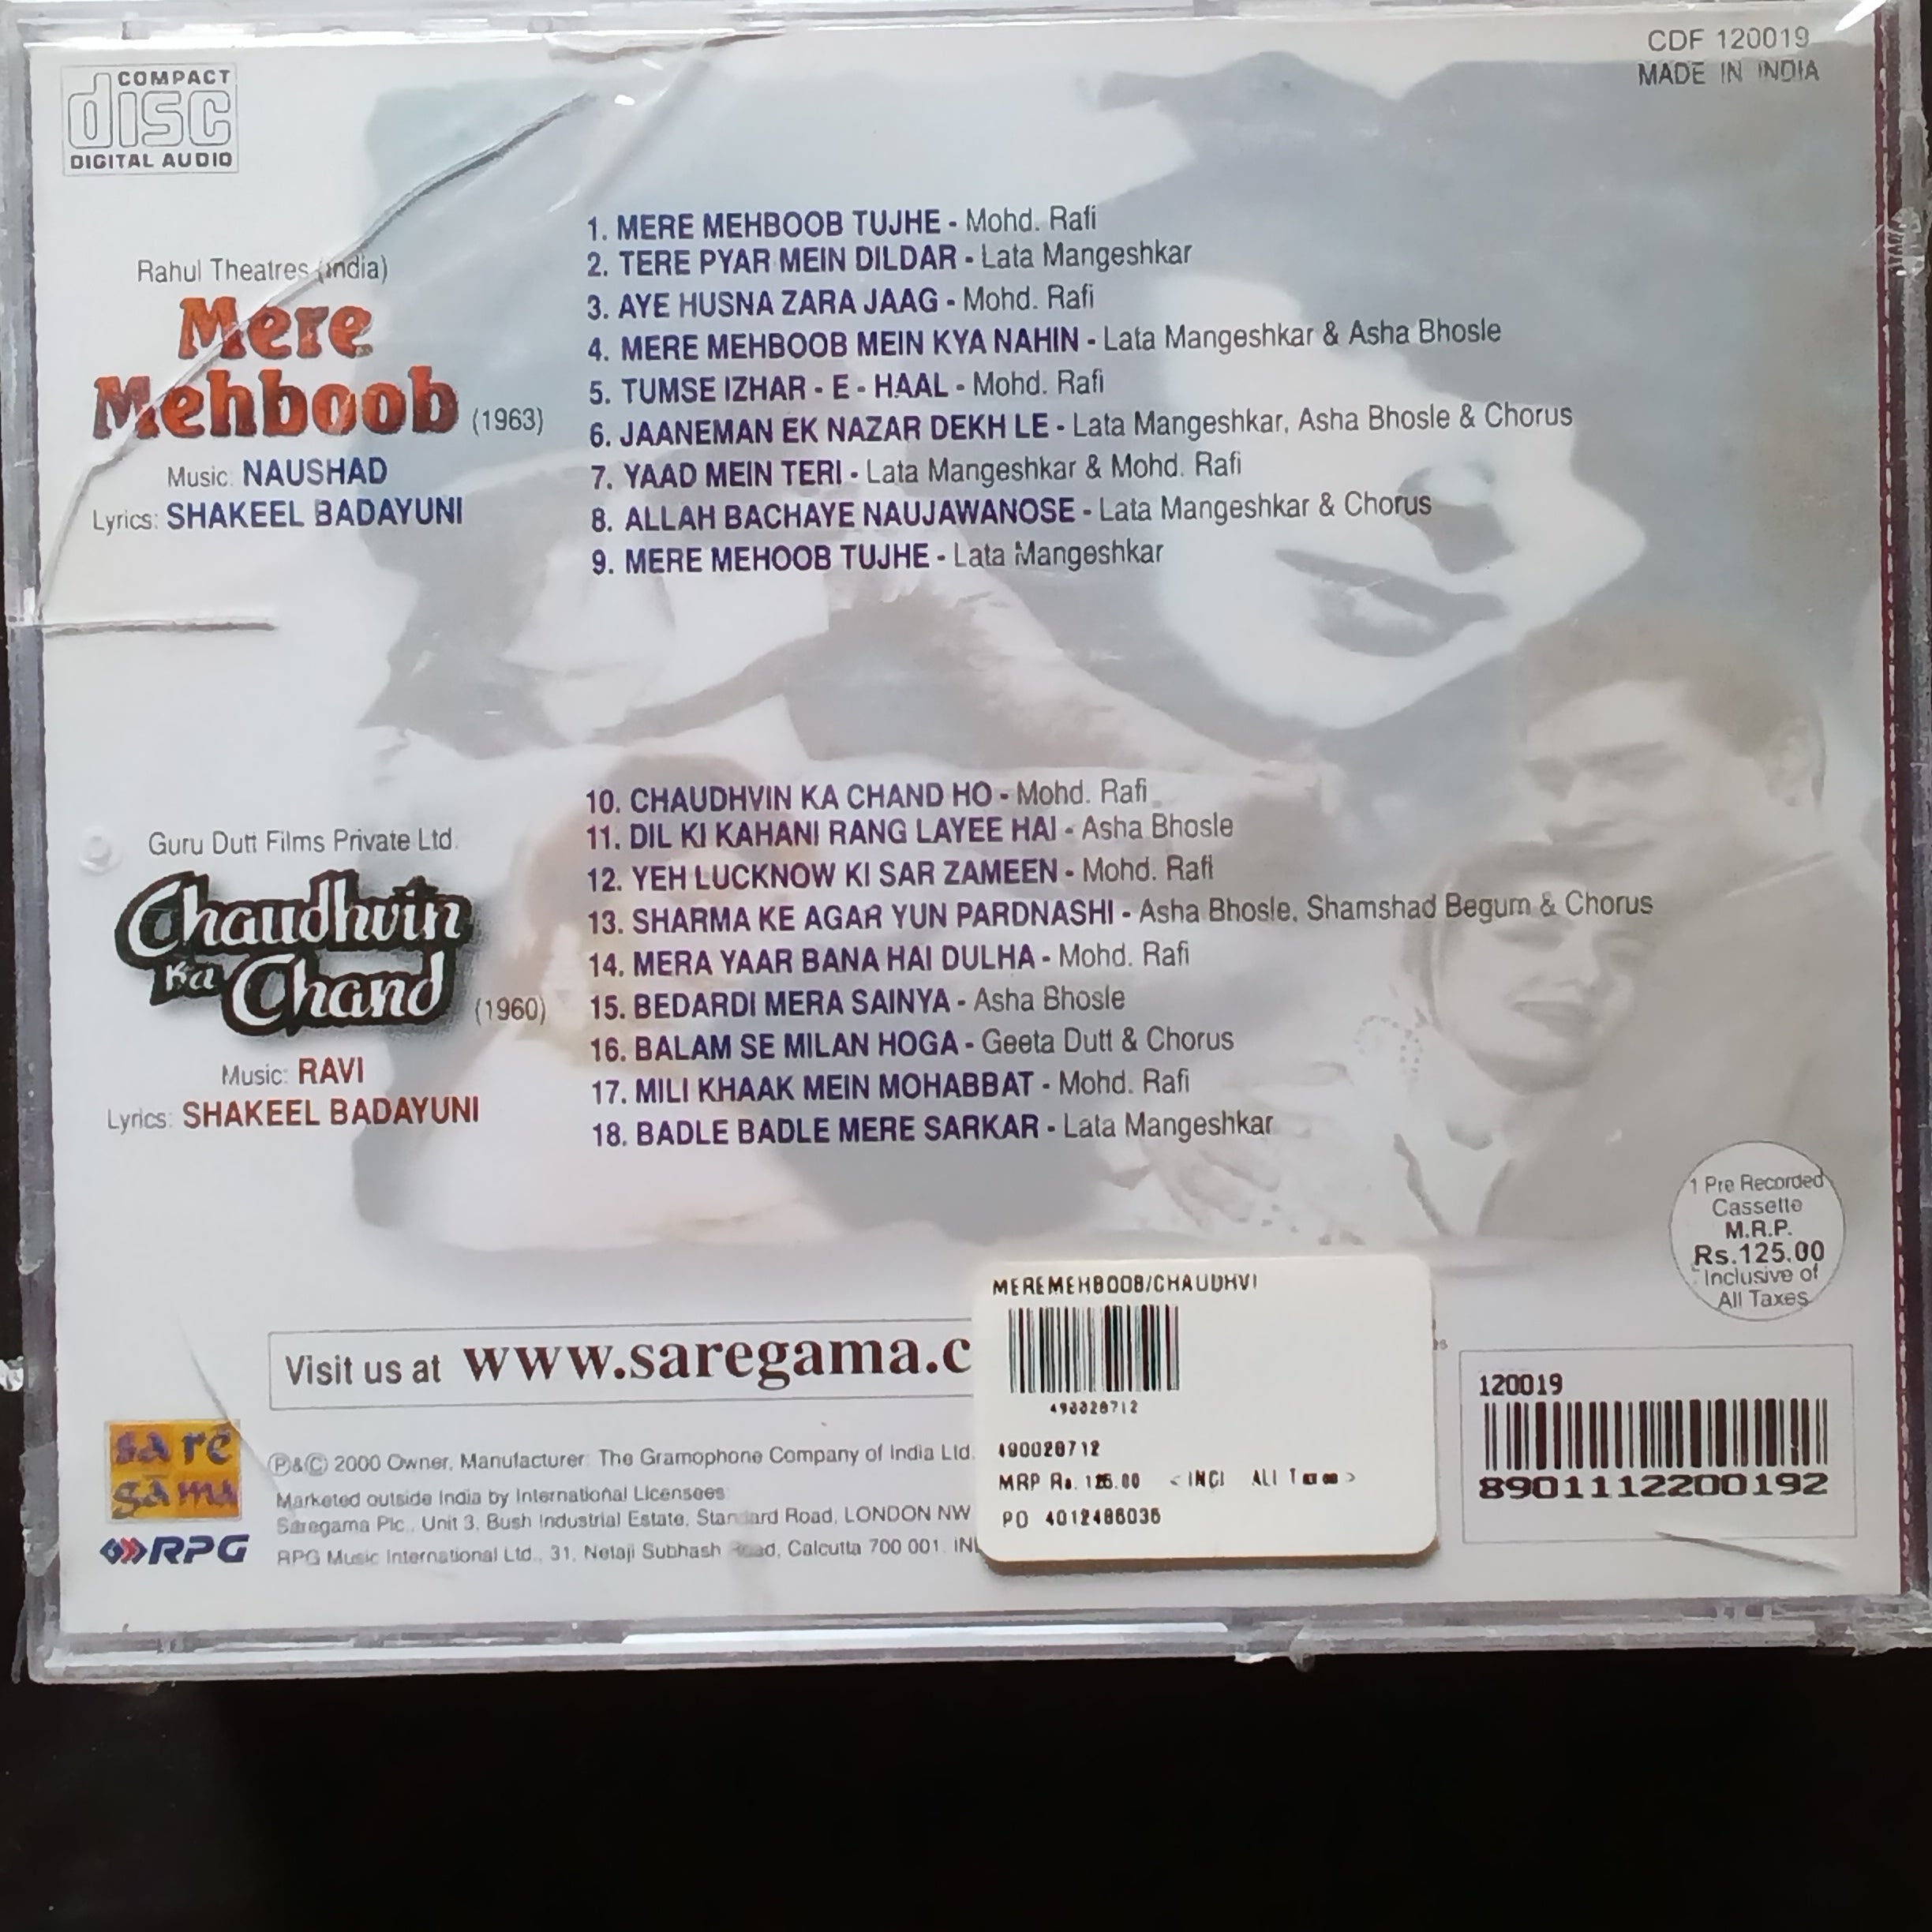 CDF 120019
MADE IN INDIA
COMPACT
disc
DIGITAL AUDIO
Rahul Theatres (India)
Mere
Mehboob (1963)
Music: NAUSHAD
Lyrics: SHAKEEL BADAYUNI
1. MERE MEHBOOB TUJHE - Mohd. Rafi
2. TERE PYAR MEIN DILDAR - Lata Mangeshkar
3. AYE HUSNA ZARA JAAG - Mohd. Rafi
4. MERE MEHBOOB MEIN KYA NAHIN - Lata Mangeshkar & Asha Bhosle
5. TUMSE IZHAR - E - HAAL - Mohd. Rafi
6. JAANEMAN EK NAZAR DEKH LE - Lata Mangeshkar, Asha Bhosle & Chorus
7. YAAD MEIN TERI - Lata Mangeshkar & Mohd. Rafi
8. ALLAH BACHAYE NAUJAWANOSE - Lata Mangeshkar & Chorus
9. MERE MEHOOB TUJHE - Lata Mangeshkar
Guru Dutt Films Private Ltd.
Chaudhvin
Ka Chand (1960)
Music: RAVI
Lyrics: SHAKEEL BADAYUNI
10. CHAUDHVIN KA CHAND HO - Mohd. Rafi
11. DIL KI KAHANI RANG LAYEE HAI - Asha Bhosle
12. YEH LUCKNOW KI SAR ZAMEEN - Mohd. Rafi
13. SHARMA KE AGAR YUN PARDNASHI - Asha Bhosle, Shamshad Begum & Chorus
14. MERA YAAR BANA HAI DULHA - Mohd. Rafi
15. BEDARDI MERA SAINYA - Asha Bhosle
16. BALAM SE MILAN HOGA - Geeta Dutt & Chorus
17. MILI KHAAK MEIN MOHABBAT - Mohd. Rafi
18. BADLE BADLE MERE SARKAR - Lata Mangeshkar
1 Pre Recorded
Cassette
M.R.P.
Rs.125.00
Inclusive of
All Taxes
Visit us at www.saregama.c
MEREMEHBOOB/CHAUDHVI
490028712
490028712
MRP Rs. 125.00
PO 4012486035
120019
8901112200192
sa re
ga ma
RPG
℗&© 2000 Owner, Manufacturer: The Gramophone Company of India Ltd.
Marketed outside India by International Licensees
Saregama Plc., Unit 3, Bush Industrial Estate, Standard Road, LONDON NW
RPG Music International Ltd., 31, Netaji Subhash Road, Calcutta 700 001.